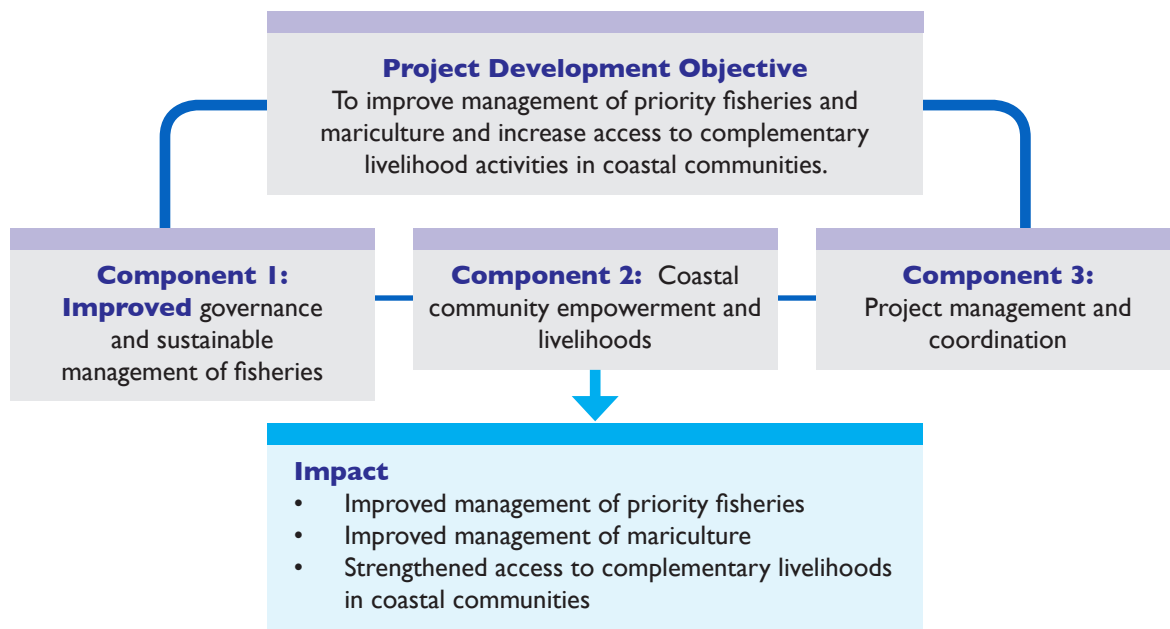 Project Development Objective
To improve management of priority fisheries and
mariculture and increase access to complementary
livelihood activities in coastal communities.
Component 1:
Improved governance
and sustainable
management of fisheries
Component 2: Coastal
community empowerment and
livelihoods
Component 3:
Project management and
coordination
Impact
• Improved management of priority fisheries
• Improved management of mariculture
• Strengthened access to complementary livelihoods
in coastal communities